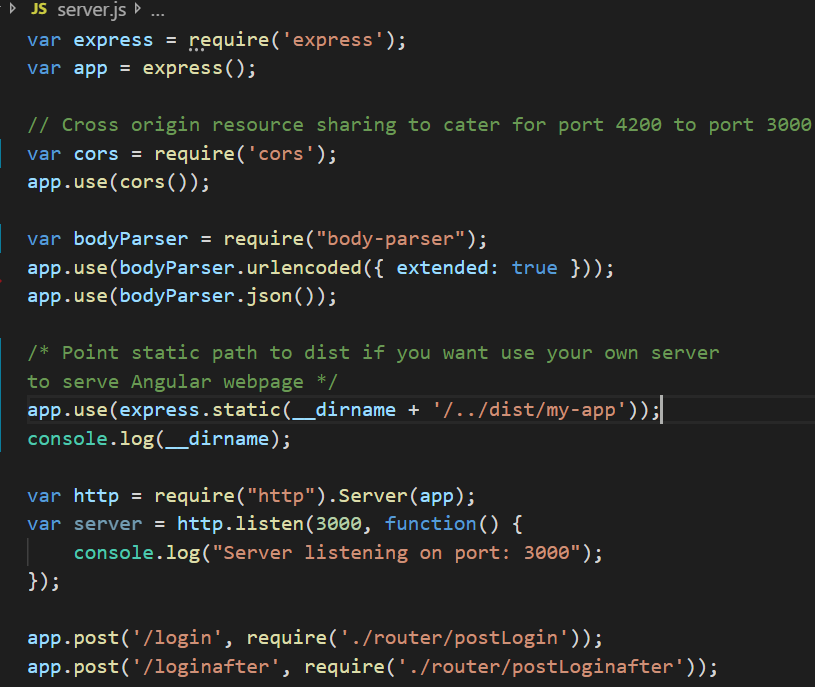 JS server.js ...
var express = require('express');
var app = express();
// Cross origin resource sharing to cater for port 4200 to port 3000
var cors = require('cors');
app.use(cors());
var bodyParser = require("body-parser");
app.use(bodyParser.urlencoded({ extended: true }));
app.use(bodyParser.json());
/* Point static path to dist if you want use your own server
to serve Angular webpage */
app.use(express.static(__dirname + '/../dist/my-app'));
console.log(__dirname);
var http = require("http").Server(app);
var server = http.listen(3000, function() {
    console.log("Server listening on port: 3000");
});
app.post('/login', require('./router/postLogin'));
app.post('/loginafter', require('./router/postLoginafter'));